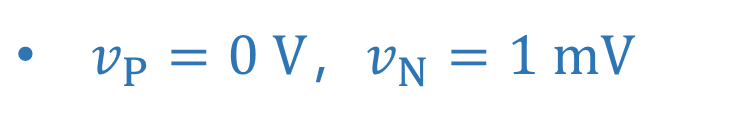 • v_P = 0 V, v_N = 1 mV